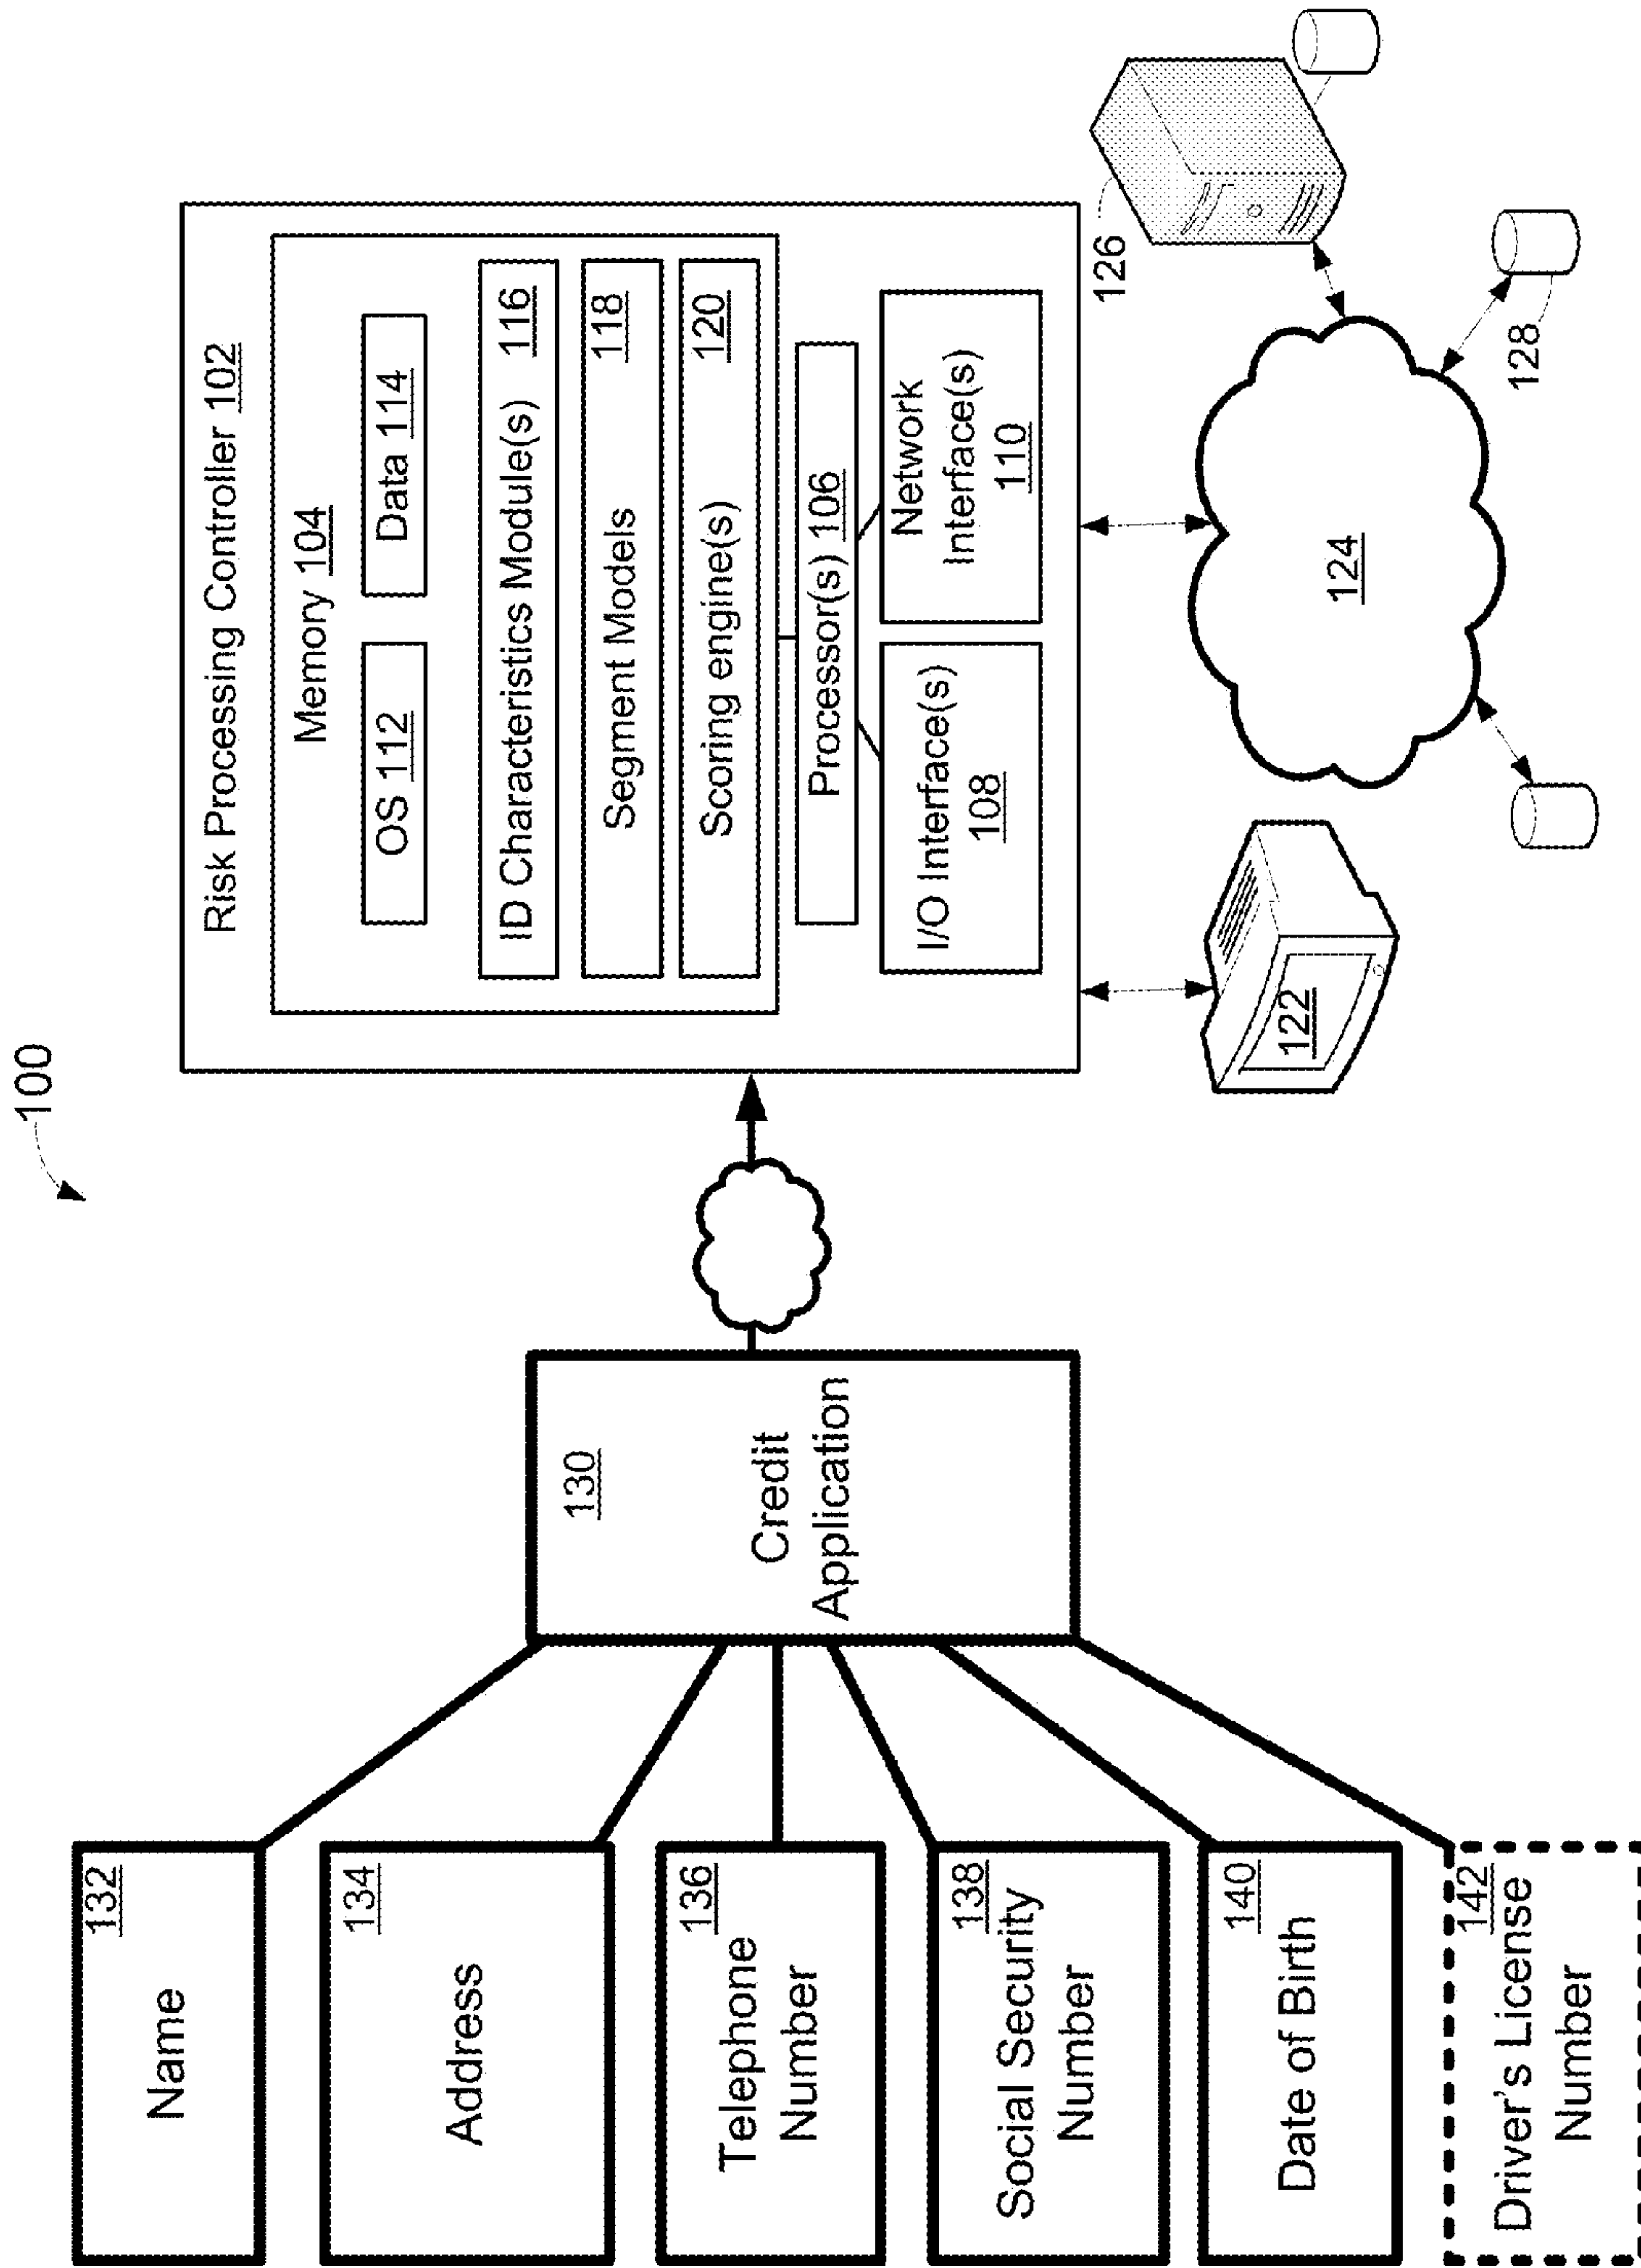 100
132
Name
134
Address
136
Telephone
Number
138
Social Security
Number
140
Date of Birth
142
Driver's License
Number
130
Credit
Application
Risk Processing Controller 102
Memory 104
OS 112
Data 114
ID Characteristics Module(s) 116
Segment Models 118
Scoring engine(s) 120
Processor(s) 106
I/O Interface(s)
108
Network
Interface(s)
110
122
124
126
128